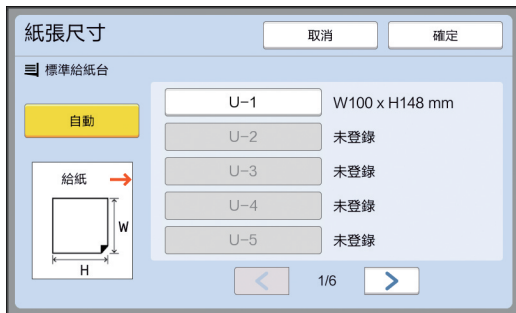 紙張尺寸
取消
確定
標準給紙台
自動
U-1 W100 x H148 mm
U-2 未登錄
U-3 未登錄
U-4 未登錄
U-5 未登錄
給紙
W
H
1/6